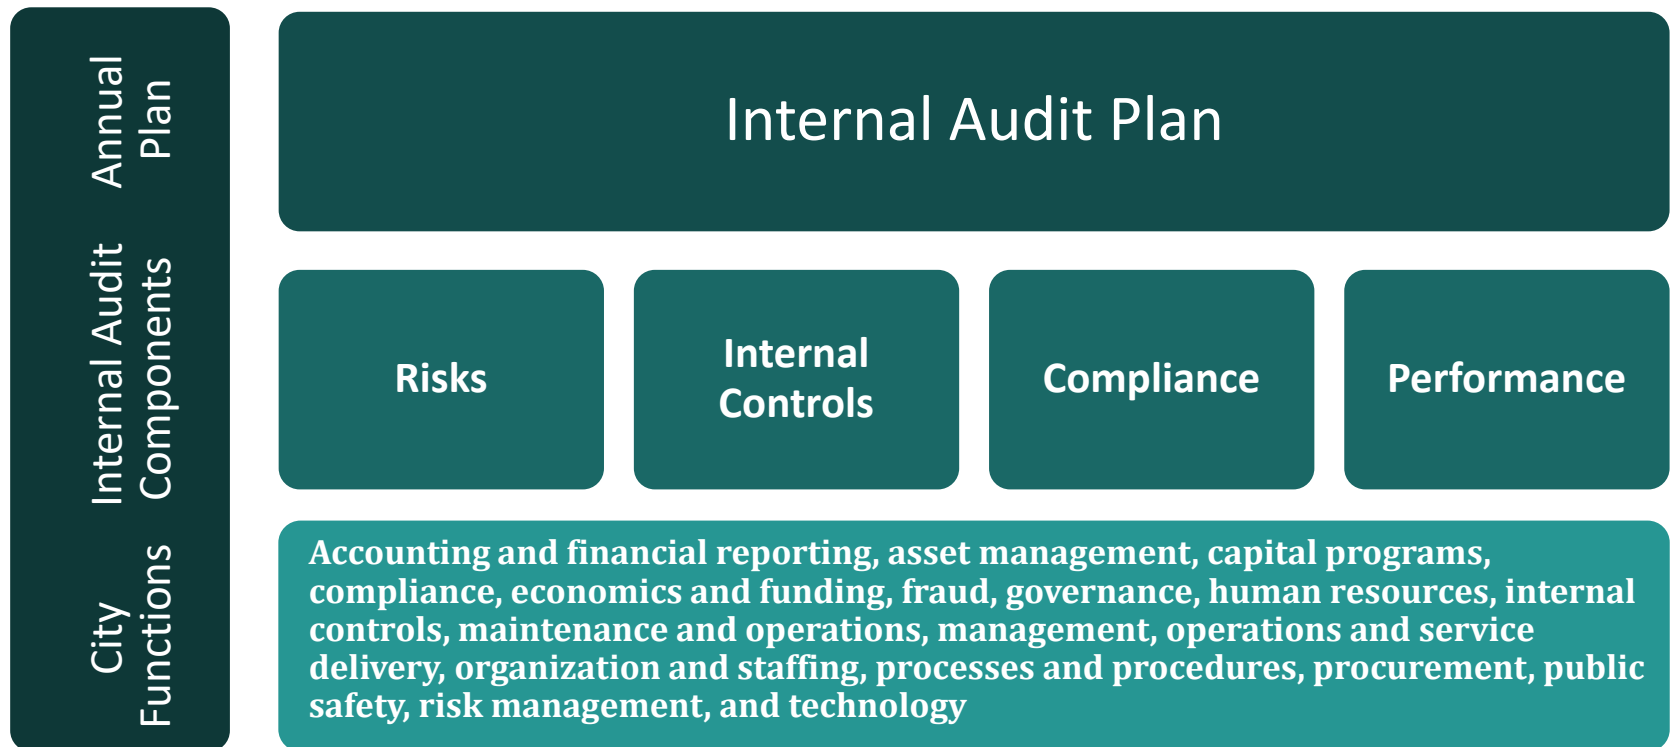 Annual
Plan
Internal Audit Plan
Internal Audit
Components
Risks
Internal
Controls
Compliance
Performance
City
Functions
Accounting and financial reporting, asset management, capital programs,
compliance, economics and funding, fraud, governance, human resources, internal
controls, maintenance and operations, management, operations and service
delivery, organization and staffing, processes and procedures, procurement, public
safety, risk management, and technology